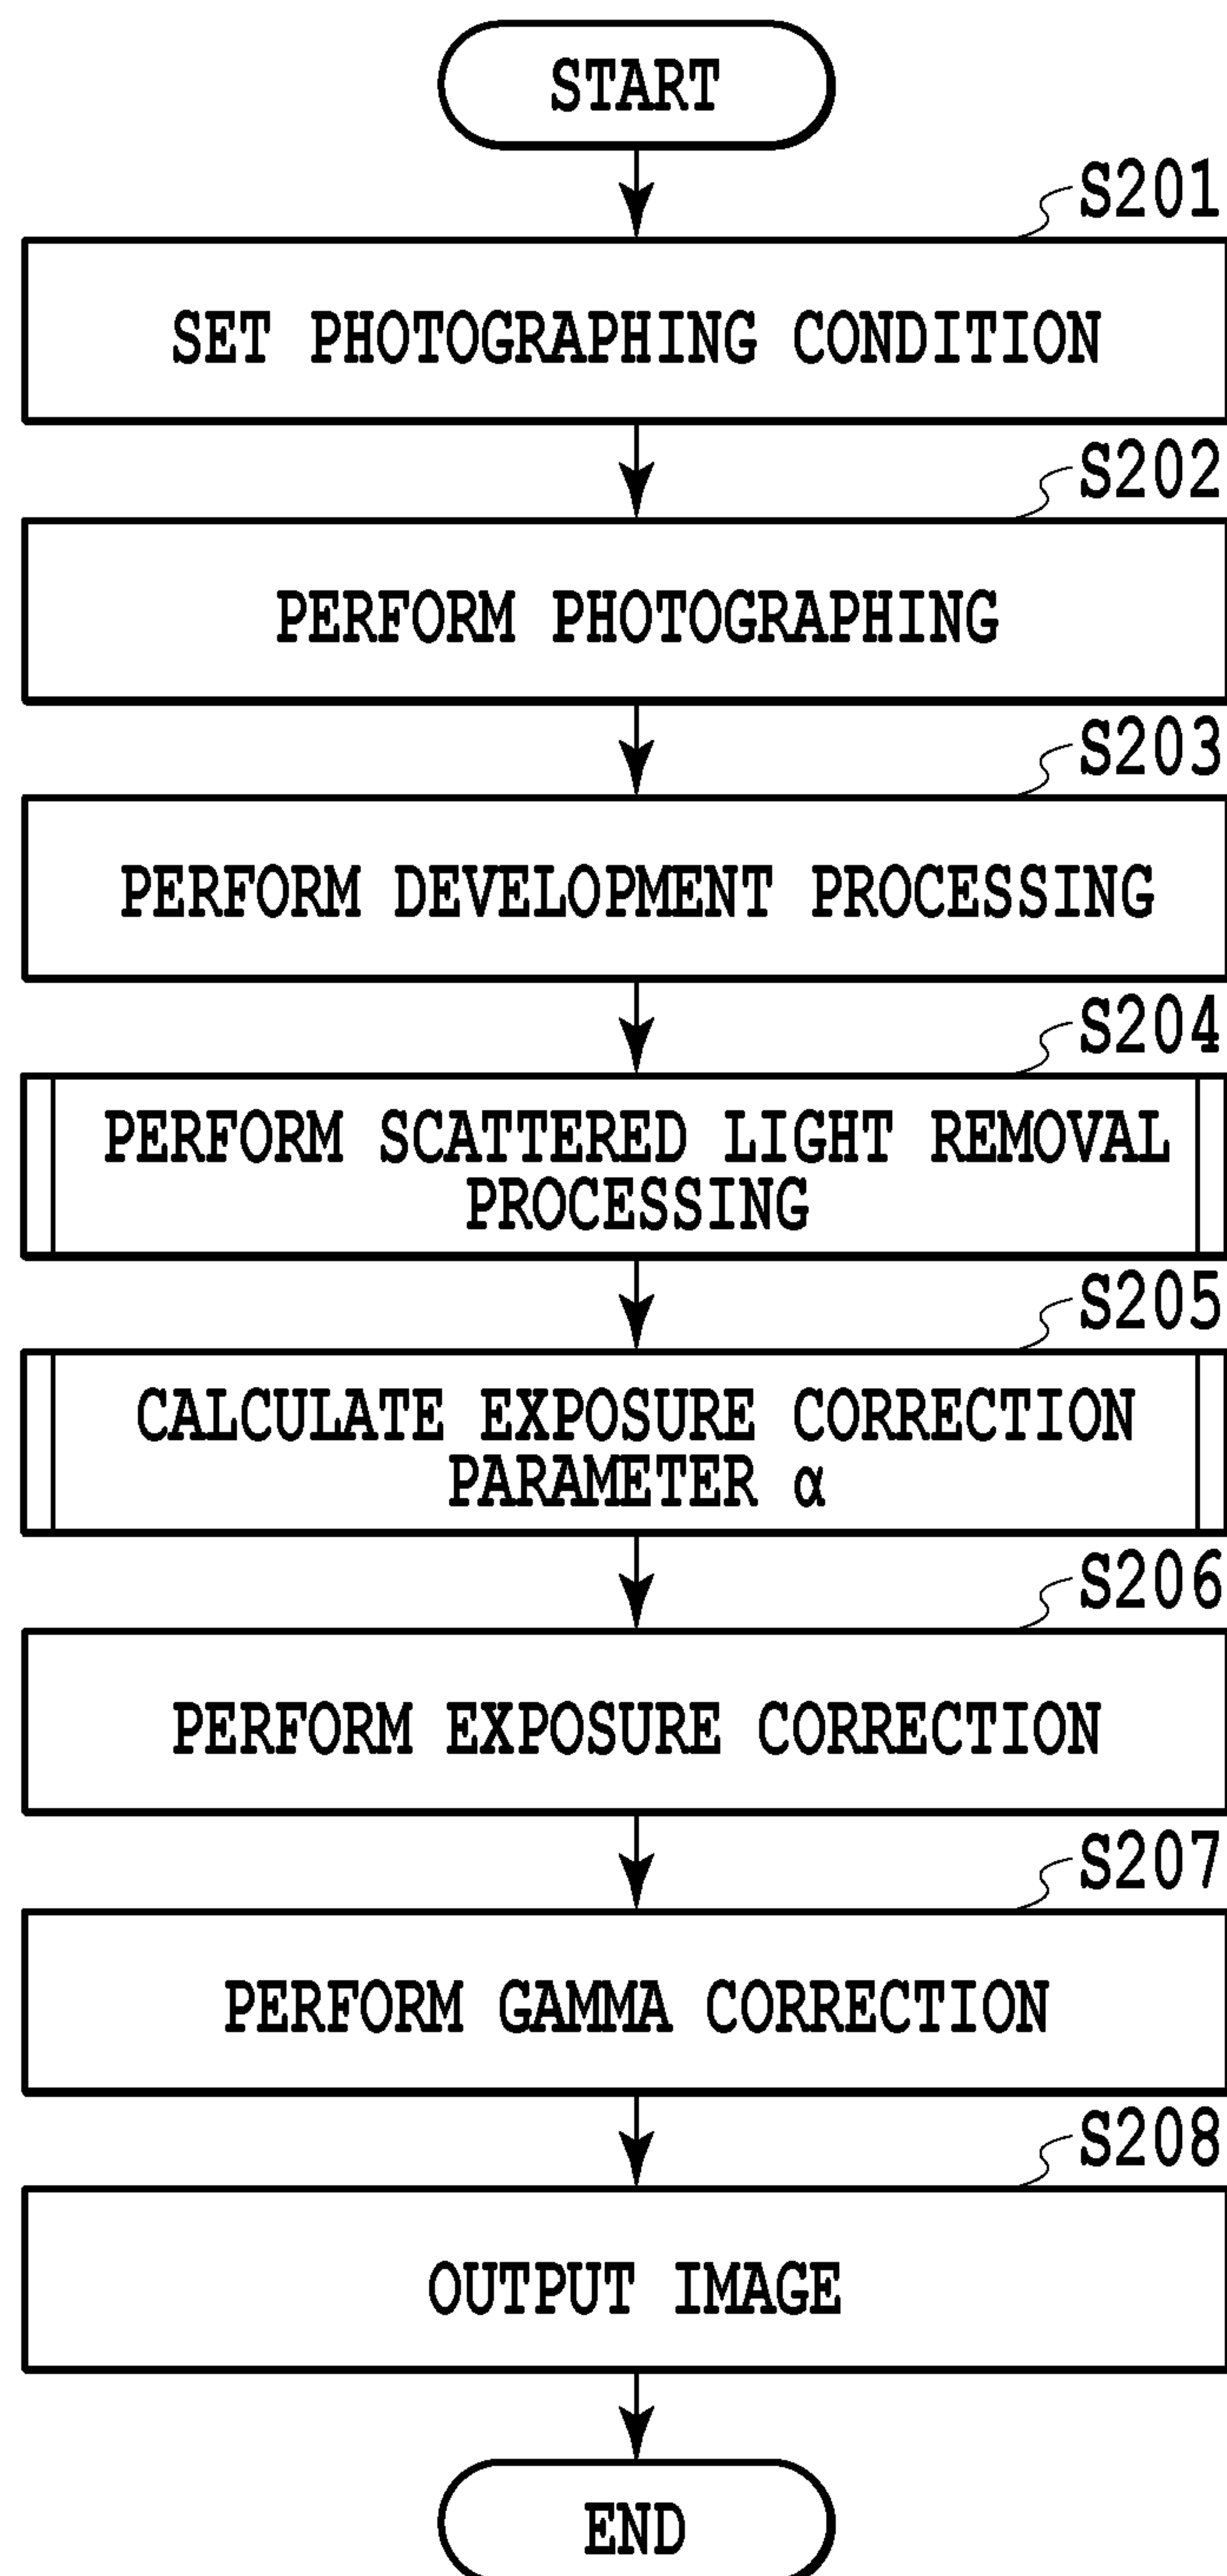 START
S201
SET PHOTOGRAPHING CONDITION
S202
PERFORM PHOTOGRAPHING
S203
PERFORM DEVELOPMENT PROCESSING
S204
PERFORM SCATTERED LIGHT REMOVAL
PROCESSING
S205
CALCULATE EXPOSURE CORRECTION
PARAMETER α
S206
PERFORM EXPOSURE CORRECTION
S207
PERFORM GAMMA CORRECTION
S208
OUTPUT IMAGE
END